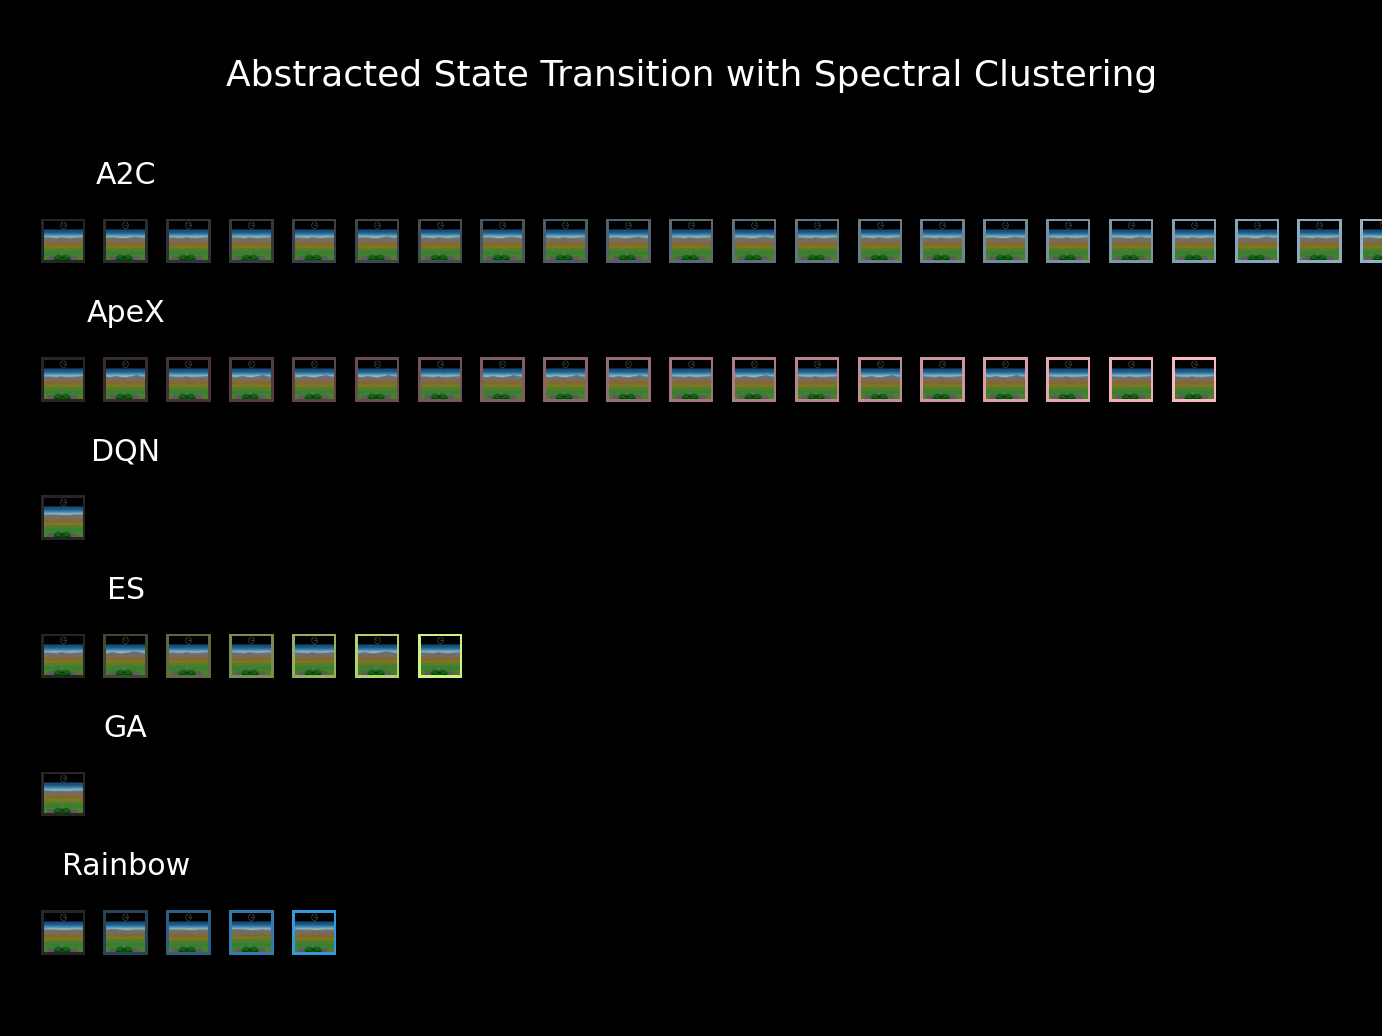 Abstracted State Transition with Spectral Clustering
A2C
ApeX
DQN
ES
GA
Rainbow